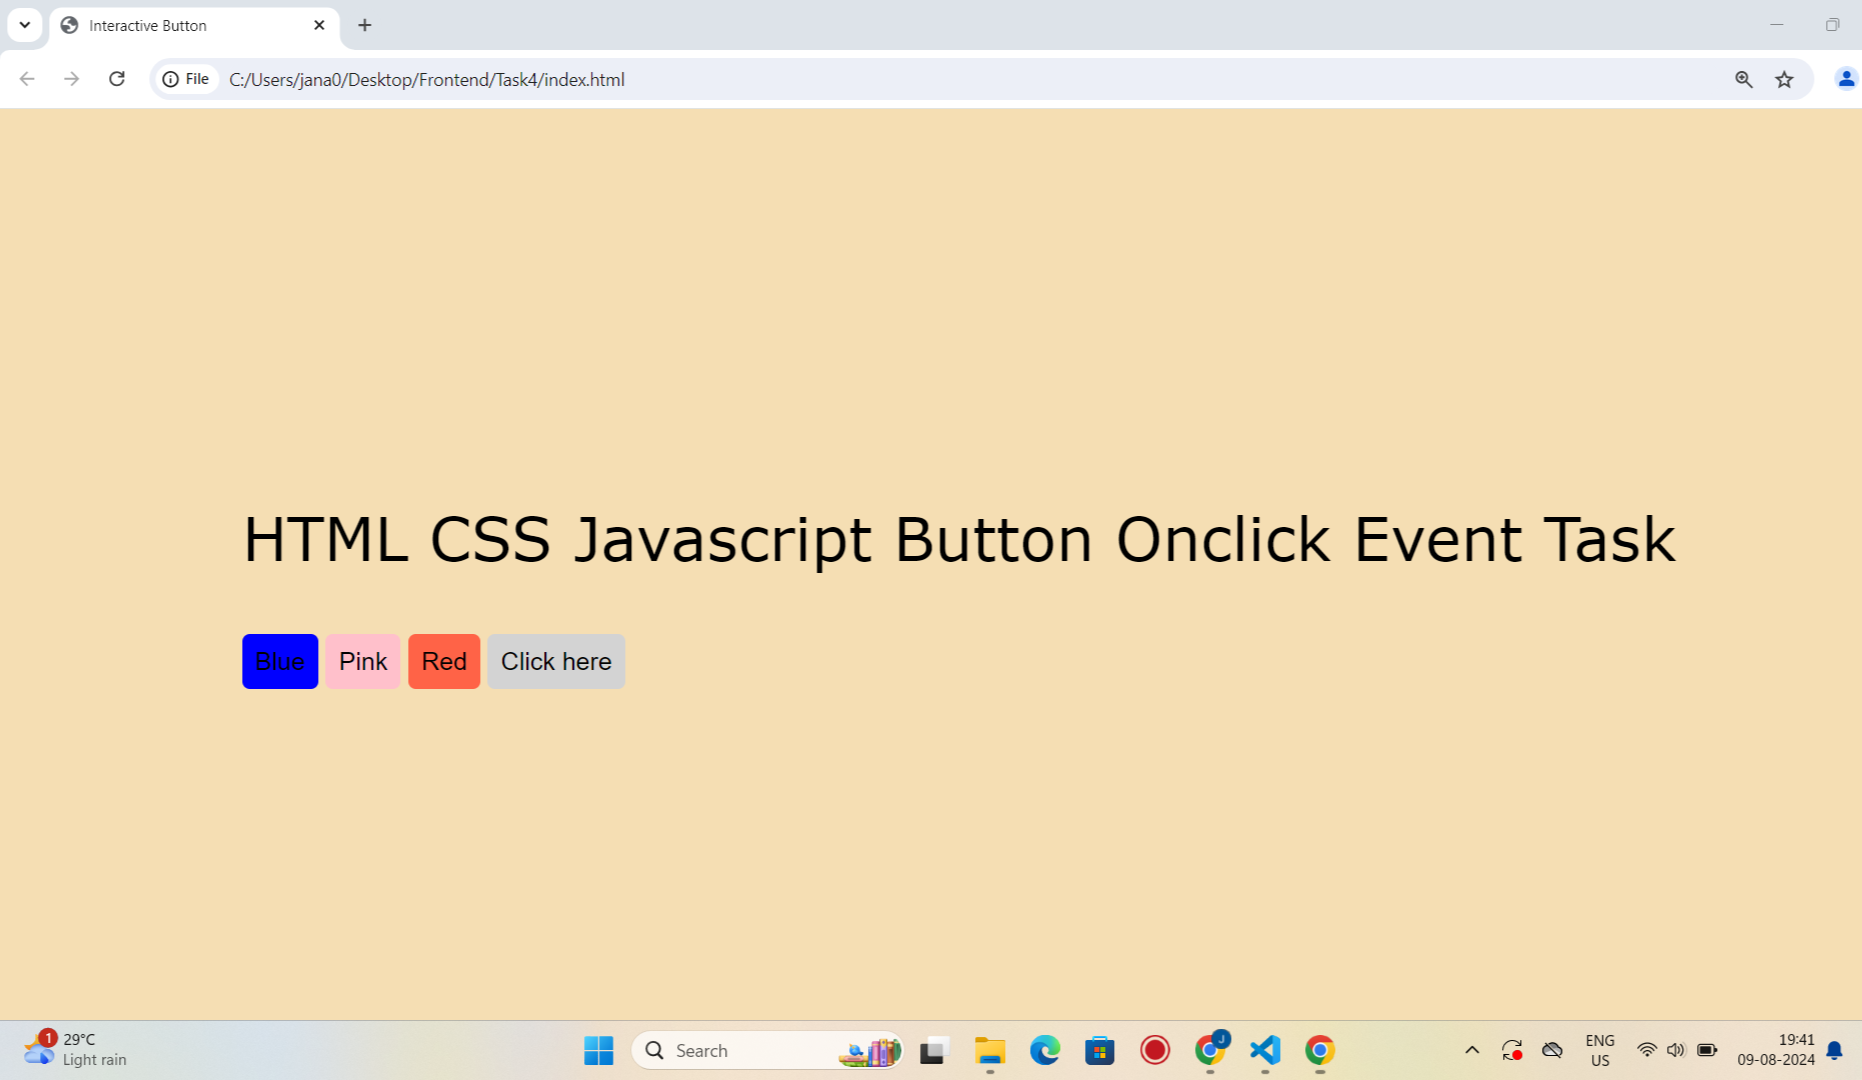 Interactive Button
File C:/Users/jana0/Desktop/Frontend/Task4/index.html
HTML CSS Javascript Button Onclick Event Task
Blue Pink Red Click here
1
29°C
Light rain
Search
J
ENG
US
19:41
09-08-2024